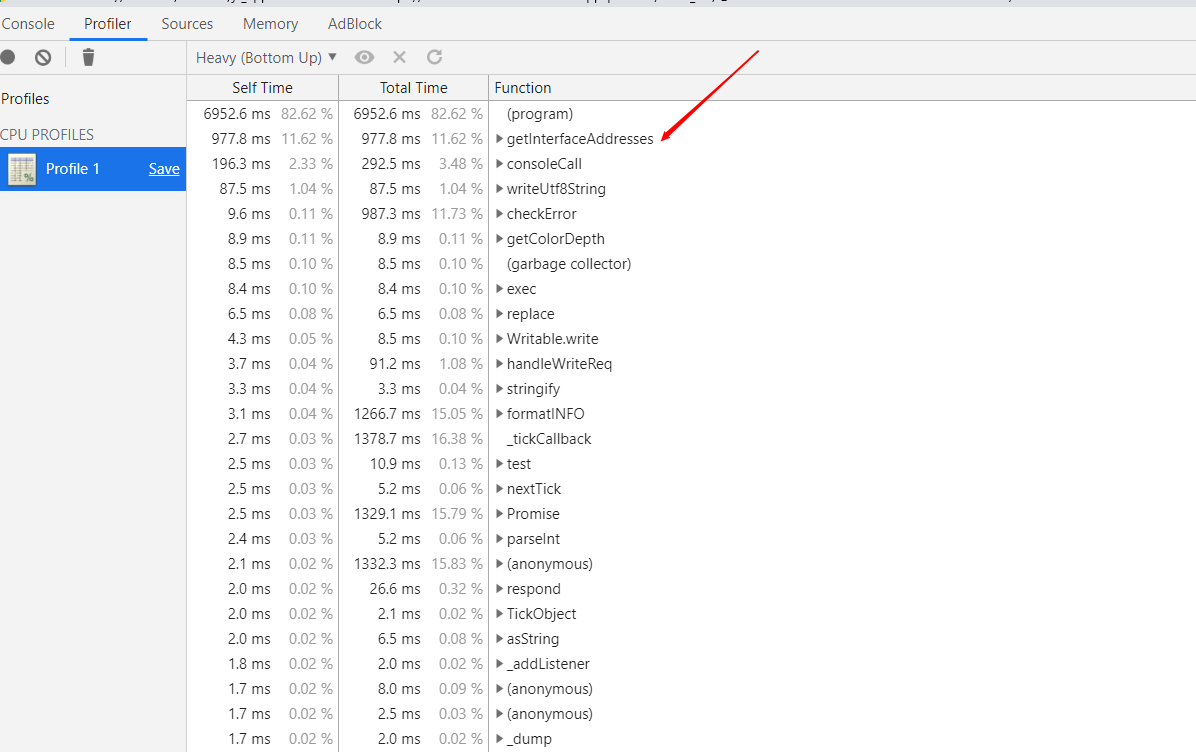 Console Profiler Sources Memory AdBlock
Heavy (Bottom Up) ▼
Profiles
CPU PROFILES
Profile 1 Save
Self Time Total Time Function
6952.6 ms 82.62 % 6952.6 ms 82.62 % (program)
977.8 ms 11.62 % 977.8 ms 11.62 % getInterfaceAddresses
196.3 ms 2.33 % 292.5 ms 3.48 % consoleCall
87.5 ms 1.04 % 87.5 ms 1.04 % writeUtf8String
9.6 ms 0.11 % 987.3 ms 11.73 % checkError
8.9 ms 0.11 % 8.9 ms 0.11 % getColorDepth
8.5 ms 0.10 % 8.5 ms 0.10 % (garbage collector)
8.4 ms 0.10 % 8.4 ms 0.10 % exec
6.5 ms 0.08 % 6.5 ms 0.08 % replace
4.3 ms 0.05 % 8.5 ms 0.10 % Writable.write
3.7 ms 0.04 % 91.2 ms 1.08 % handleWriteReq
3.3 ms 0.04 % 3.3 ms 0.04 % stringify
3.1 ms 0.04 % 1266.7 ms 15.05 % formatINFO
2.7 ms 0.03 % 1378.7 ms 16.38 % _tickCallback
2.5 ms 0.03 % 10.9 ms 0.13 % test
2.5 ms 0.03 % 5.2 ms 0.06 % nextTick
2.5 ms 0.03 % 1329.1 ms 15.79 % Promise
2.4 ms 0.03 % 5.2 ms 0.06 % parseInt
2.1 ms 0.02 % 1332.3 ms 15.83 % (anonymous)
2.0 ms 0.02 % 26.6 ms 0.32 % respond
2.0 ms 0.02 % 2.1 ms 0.02 % TickObject
2.0 ms 0.02 % 6.5 ms 0.08 % asString
1.8 ms 0.02 % 2.0 ms 0.02 % _addListener
1.7 ms 0.02 % 8.0 ms 0.09 % (anonymous)
1.7 ms 0.02 % 2.5 ms 0.03 % (anonymous)
1.7 ms 0.02 % 2.0 ms 0.02 % _dump